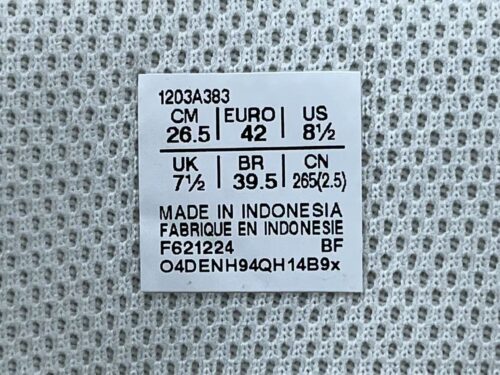 1203A383
CM | EURO | US
26.5 | 42 | 8½
UK | BR | CN
7½ | 39.5 | 265(2.5)
MADE IN INDONESIA
FABRIQUE EN INDONESIE
F621224 BF
O4DENH94QH14B9x